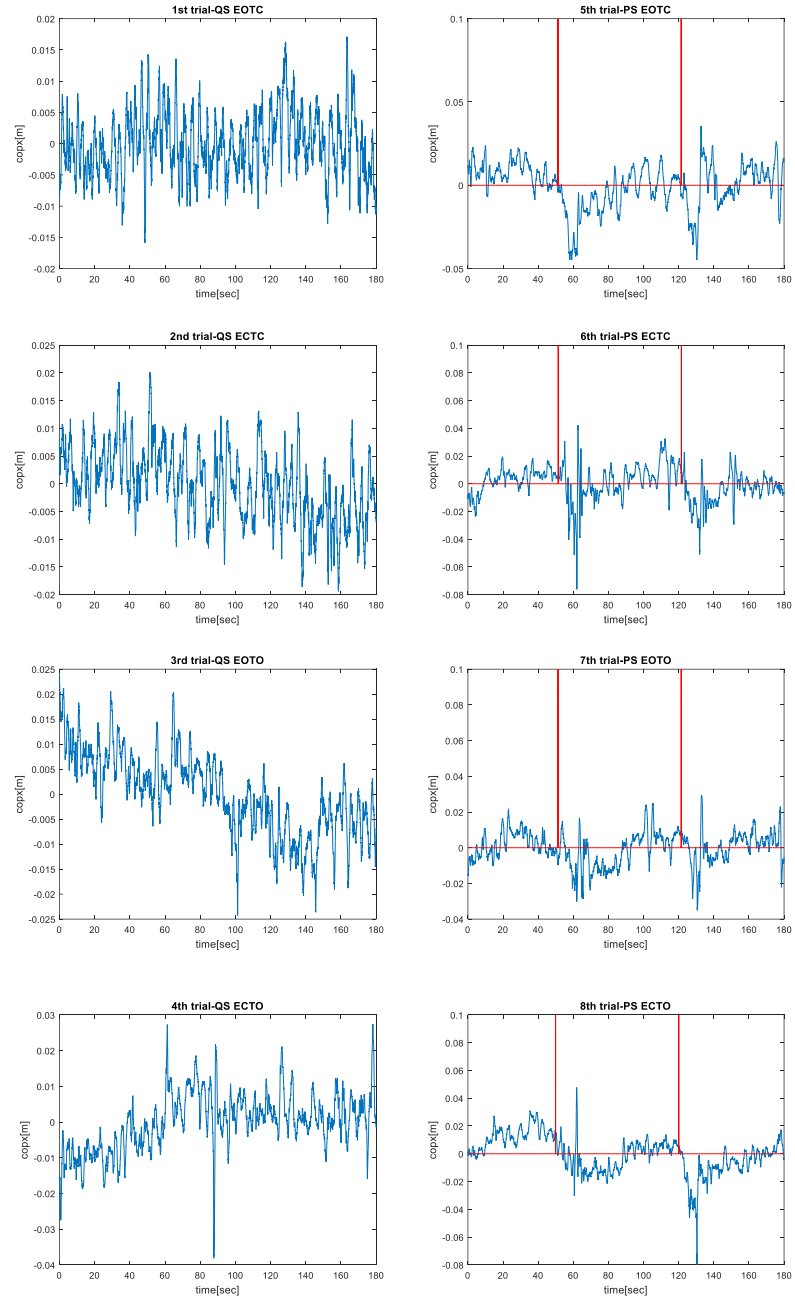 1st trial-QS EOTC
0.02
0.015
0.01
0.005
0
-0.005
-0.01
-0.015
-0.02
copx[m]
0 20 40 60 80 100 120 140 160 180
time[sec]
5th trial-PS EOTC
0.1
0.05
0
-0.05
copx[m]
0 20 40 60 80 100 120 140 160 180
time[sec]
2nd trial-QS ECTC
0.025
0.02
0.015
0.01
0.005
0
-0.005
-0.01
-0.015
-0.02
copx[m]
0 20 40 60 80 100 120 140 160 180
time[sec]
6th trial-PS ECTC
0.1
0.08
0.06
0.04
0.02
0
-0.02
-0.04
-0.06
-0.08
copx[m]
0 20 40 60 80 100 120 140 160 180
time[sec]
3rd trial-QS EOTO
0.025
0.02
0.015
0.01
0.005
0
-0.005
-0.01
-0.015
-0.02
-0.025
copx[m]
0 20 40 60 80 100 120 140 160 180
time[sec]
7th trial-PS EOTO
0.1
0.08
0.06
0.04
0.02
0
-0.02
-0.04
copx[m]
0 20 40 60 80 100 120 140 160 180
time[sec]
4th trial-QS ECTO
0.03
0.02
0.01
0
-0.01
-0.02
-0.03
-0.04
copx[m]
0 20 40 60 80 100 120 140 160 180
time[sec]
8th trial-PS ECTO
0.1
0.08
0.06
0.04
0.02
0
-0.02
-0.04
-0.06
-0.08
copx[m]
0 20 40 60 80 100 120 140 160 180
time[sec]